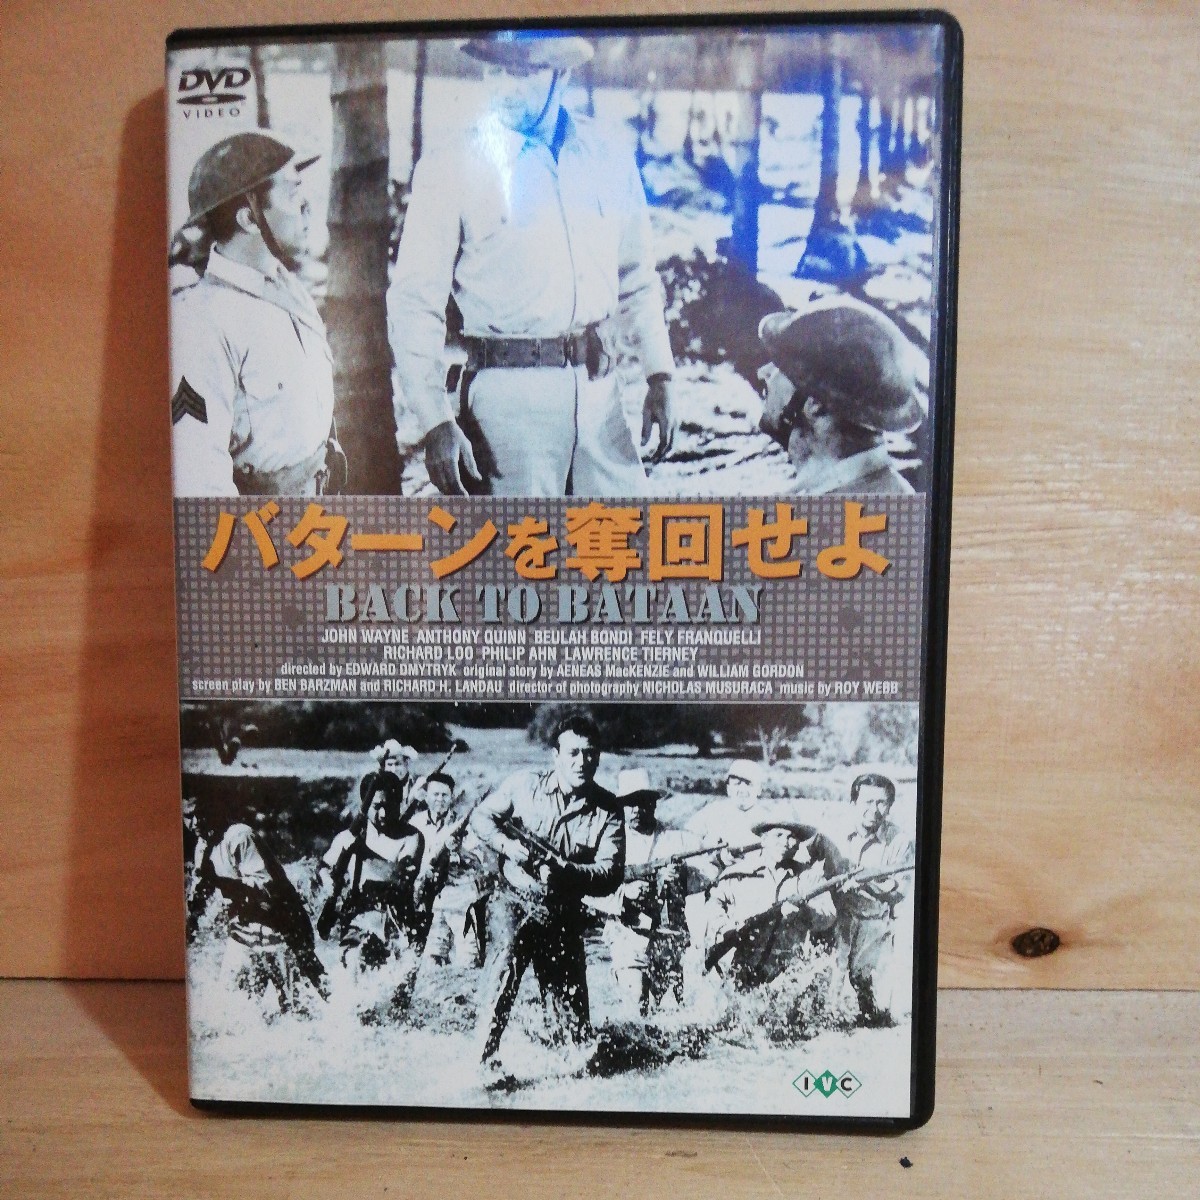 DVD
VIDEO
バターンを奪回せよ
BACK TO BATAAN
JOHN WAYNE ANTHONY QUINN BEULAH BONDI FELY FRANQUELLI
RICHARD LOO PHILIP AHN LAWRENCE TIERNEY
directed by EDWARD DMYTRYK original story by AENEAS MacKENZIE and WILLIAM GORDON
screen play by BEN BARZMAN and RICHARD H. LANDAU director of photography NICHOLAS MUSURACA music by ROY WEBB
IVC